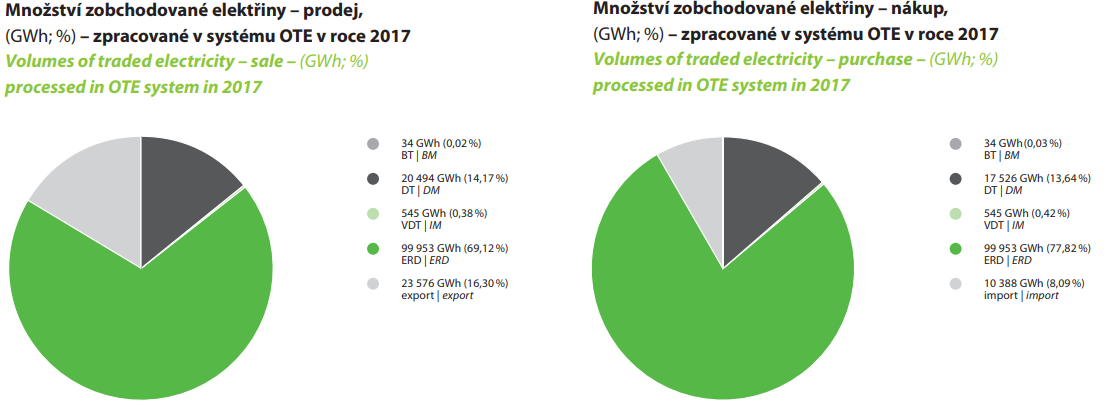 Množství zobchodované elektřiny – prodej,
(GWh; %) – zpracované v systému OTE v roce 2017
Volumes of traded electricity – sale – (GWh; %)
processed in OTE system in 2017
34 GWh (0,02 %)
BT | BM
20 494 GWh (14,17 %)
DT | DM
545 GWh (0,38 %)
VDT | IM
99 953 GWh (69,12 %)
ERD | ERD
23 576 GWh (16,30 %)
export | export
Množství zobchodované elektřiny – nákup,
(GWh; %) – zpracované v systému OTE v roce 2017
Volumes of traded electricity – purchase – (GWh; %)
processed in OTE system in 2017
34 GWh (0,03 %)
BT | BM
17 526 GWh (13,64 %)
DT | DM
545 GWh (0,42 %)
VDT | IM
99 953 GWh (77,82 %)
ERD | ERD
10 388 GWh (8,09 %)
import | import